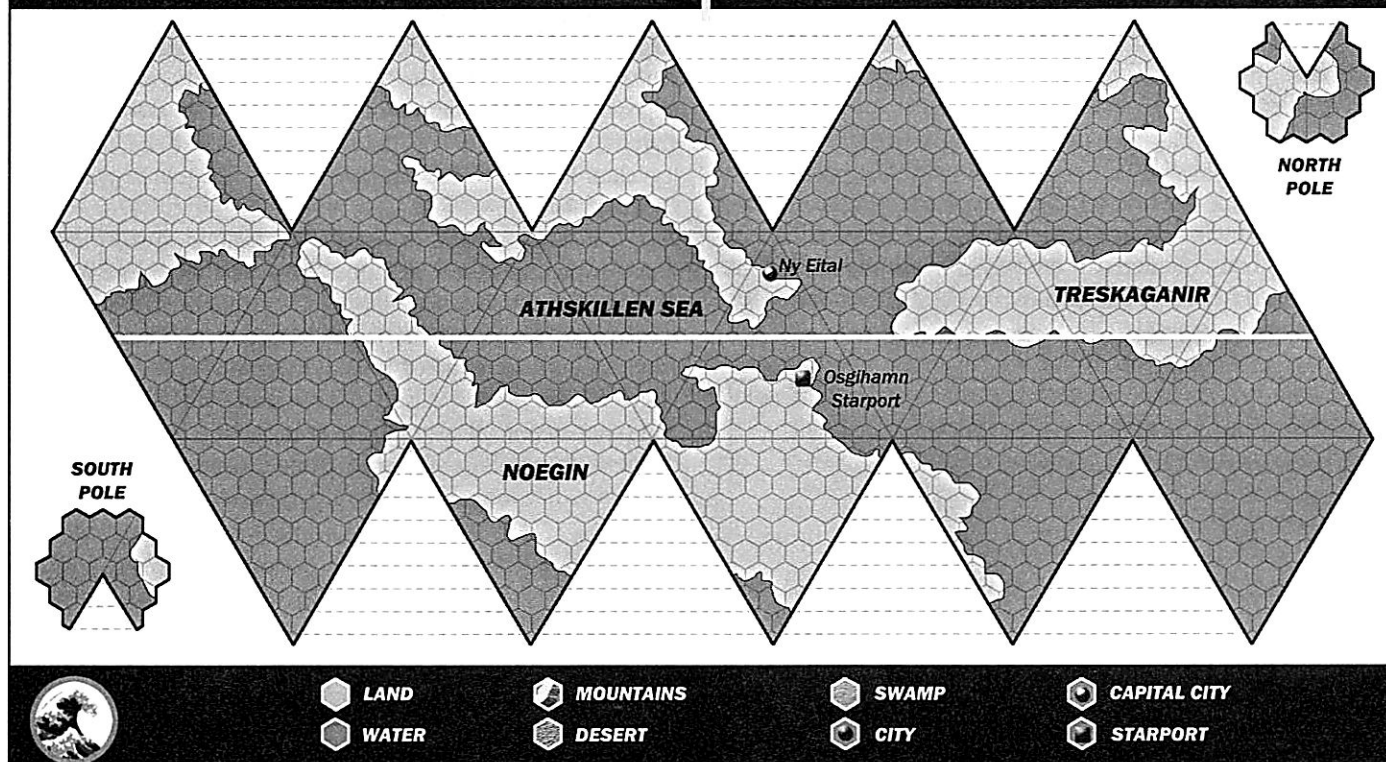 NORTH
POLE
Ny Eital
ATHSKILLEN SEA
TRESKAGANIR
Osgihamn
Starport
SOUTH
POLE
NOEGIN
LAND
MOUNTAINS
SWAMP
CAPITAL CITY
WATER
DESERT
CITY
STARPORT